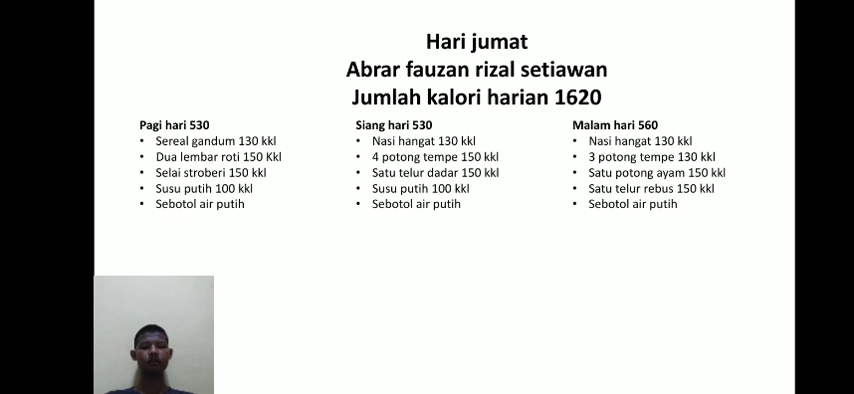 Hari jumat
Abrar fauzan rizal setiawan
Jumlah kalori harian 1620
Pagi hari 530
• Sereal gandum 130 kkl
• Dua lembar roti 150 Kkl
• Selai stroberi 150 kkl
• Susu putih 100 kkl
• Sebotol air putih
Siang hari 530
• Nasi hangat 130 kkl
• 4 potong tempe 150 kkl
• Satu telur dadar 150 kkl
• Susu putih 100 kkl
• Sebotol air putih
Malam hari 560
• Nasi hangat 130 kkl
• 3 potong tempe 130 kkl
• Satu potong ayam 150 kkl
• Satu telur rebus 150 kkl
• Sebotol air putih